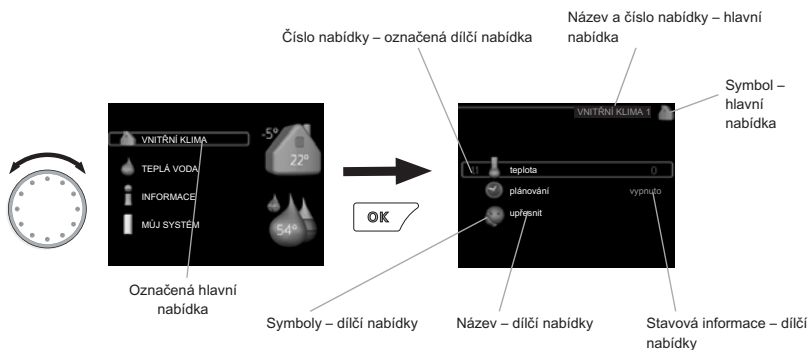 Název a číslo nabídky – hlavní
nabídka
Číslo nabídky – označená dílčí nabídka
Symbol –
hlavní
nabídka
VNITŘNÍ KLIMA 1
VNITŘNÍ KLIMA
-5°
22°
TEPLÁ VODA
INFORMACE
MŮJ SYSTÉM
54°
OK
1.1 teplota 0
plánování vypnuto
upřesnit
Označená hlavní
nabídka
Symboly – dílčí nabídky
Název – dílčí nabídky
Stavová informace – dílčí
nabídky